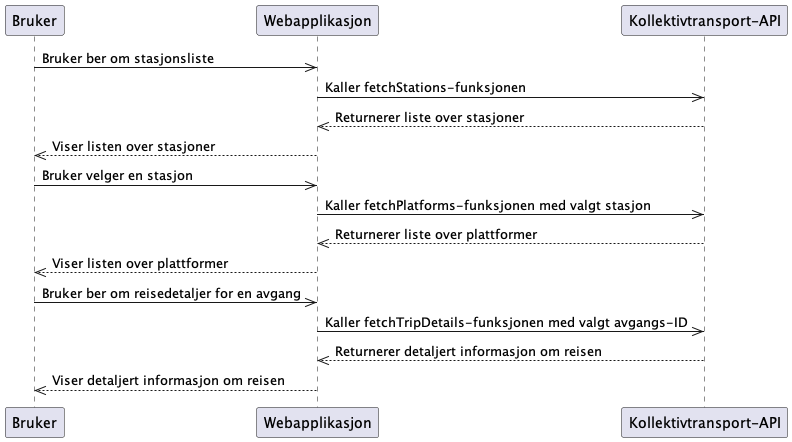 Bruker
Webapplikasjon
Kollektivtransport-API
Bruker ber om stasjonsliste
Kaller fetchStations-funksjonen
Returnerer liste over stasjoner
Viser listen over stasjoner
Bruker velger en stasjon
Kaller fetchPlatforms-funksjonen med valgt stasjon
Returnerer liste over plattformer
Viser listen over plattformer
Bruker ber om reisedetaljer for en avgang
Kaller fetchTripDetails-funksjonen med valgt avgangs-ID
Returnerer detaljert informasjon om reisen
Viser detaljert informasjon om reisen
Bruker
Webapplikasjon
Kollektivtransport-API